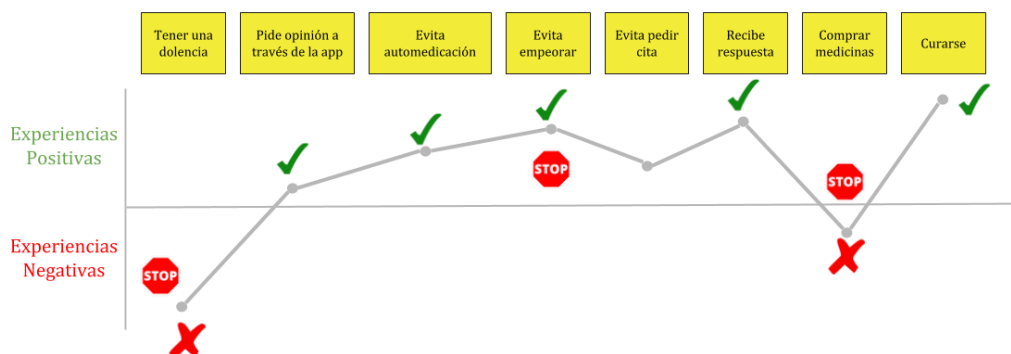 Tener una
dolencia
Pide opinión a
través de la app
Evita
automedicación
Evita
empeorar
Evita pedir
cita
Recibe
respuesta
Comprar
medicinas
Curarse
Experiencias
Positivas
STOP
STOP
Experiencias
Negativas
STOP